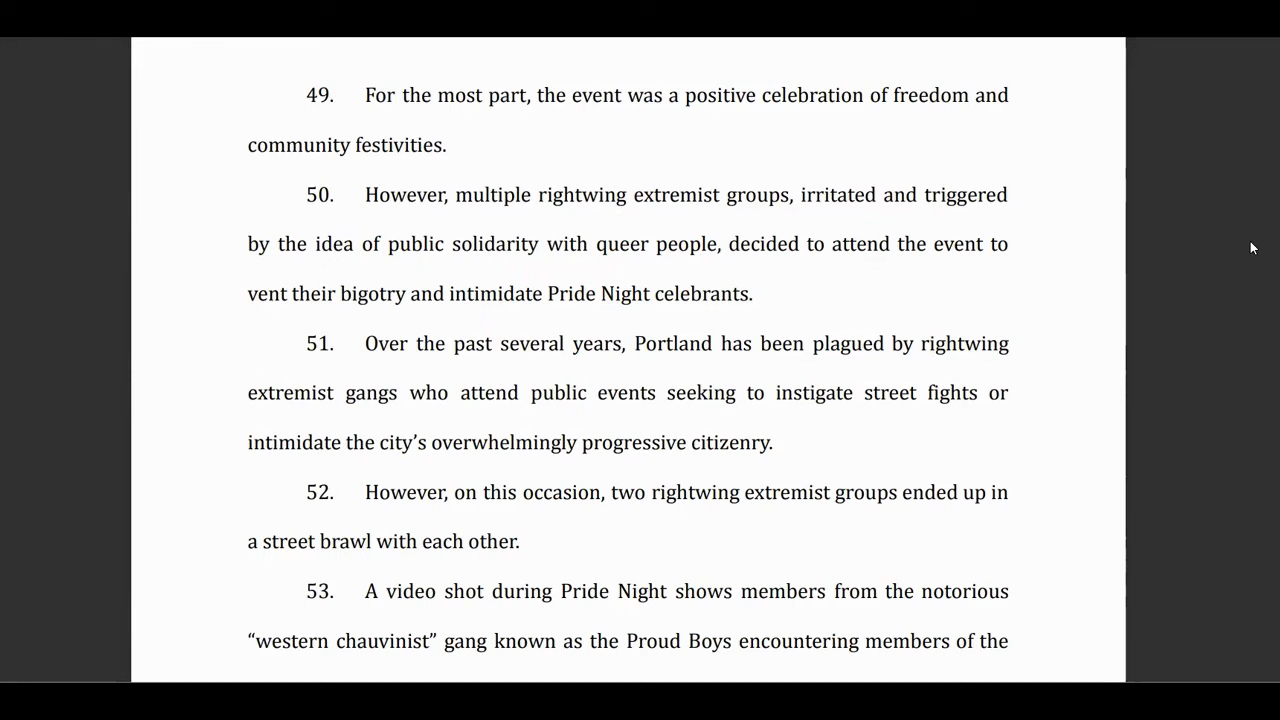 49. For the most part, the event was a positive celebration of freedom and
community festivities.
50. However, multiple rightwing extremist groups, irritated and triggered
by the idea of public solidarity with queer people, decided to attend the event to
vent their bigotry and intimidate Pride Night celebrants.
51. Over the past several years, Portland has been plagued by rightwing
extremist gangs who attend public events seeking to instigate street fights or
intimidate the city’s overwhelmingly progressive citizenry.
52. However, on this occasion, two rightwing extremist groups ended up in
a street brawl with each other.
53. A video shot during Pride Night shows members from the notorious
“western chauvinist” gang known as the Proud Boys encountering members of the